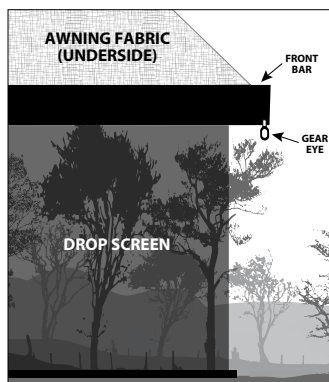 AWNING FABRIC
(UNDERSIDE)
FRONT
BAR
GEAR
EYE
DROP SCREEN